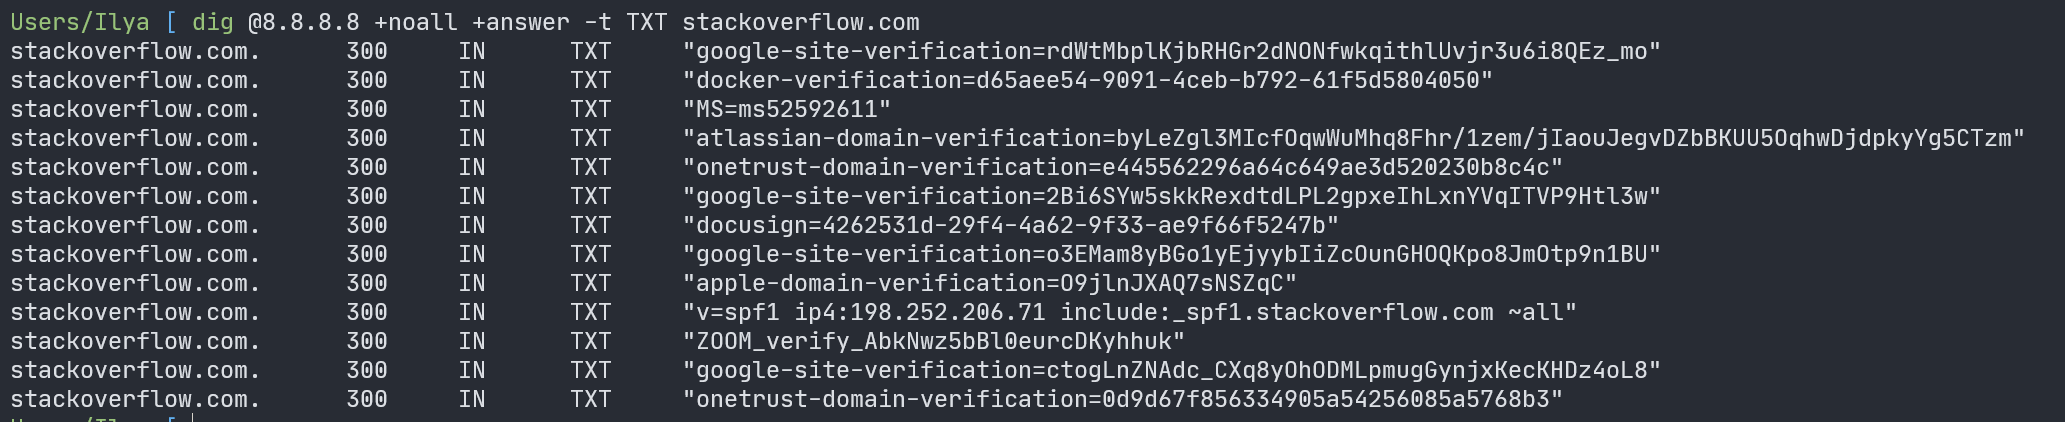 Users/Ilya [ dig @8.8.8.8 +noall +answer -t TXT stackoverflow.com
stackoverflow.com. 300 IN TXT "google-site-verification=rdWtMbplKjbRHGr2dNONfwkqithlUvjr3u6i8QEz_mo"
stackoverflow.com. 300 IN TXT "docker-verification=d65aee54-9091-4ceb-b792-61f5d5804050"
stackoverflow.com. 300 IN TXT "MS=ms52592611"
stackoverflow.com. 300 IN TXT "atlassian-domain-verification=byLeZgl3MIcfOqwWuMhq8Fhr/1zem/jIaouJegvDZbBKUU5OqhwDjdpkyYg5CTzm"
stackoverflow.com. 300 IN TXT "onetrust-domain-verification=e445562296a64c649ae3d520230b8c4c"
stackoverflow.com. 300 IN TXT "google-site-verification=2Bi6SYw5skkRexdtdLPL2gpxeIhLxnYVqITVP9Htl3w"
stackoverflow.com. 300 IN TXT "docusign=4262531d-29f4-4a62-9f33-ae9f66f5247b"
stackoverflow.com. 300 IN TXT "google-site-verification=o3EMam8yBGo1yEjyybIiZcOunGHOQKpo8JmOtp9n1BU"
stackoverflow.com. 300 IN TXT "apple-domain-verification=O9jlnJXAQ7sNSZqC"
stackoverflow.com. 300 IN TXT "v=spf1 ip4:198.252.206.71 include:_spf1.stackoverflow.com ~all"
stackoverflow.com. 300 IN TXT "ZOOM_verify_AbkNwz5bBl0eurcDKyhhuk"
stackoverflow.com. 300 IN TXT "google-site-verification=ctogLnZNAdc_CXq8yOhODMLpmugGynjxKecKHDz4oL8"
stackoverflow.com. 300 IN TXT "onetrust-domain-verification=0d9d67f856334905a54256085a5768b3"